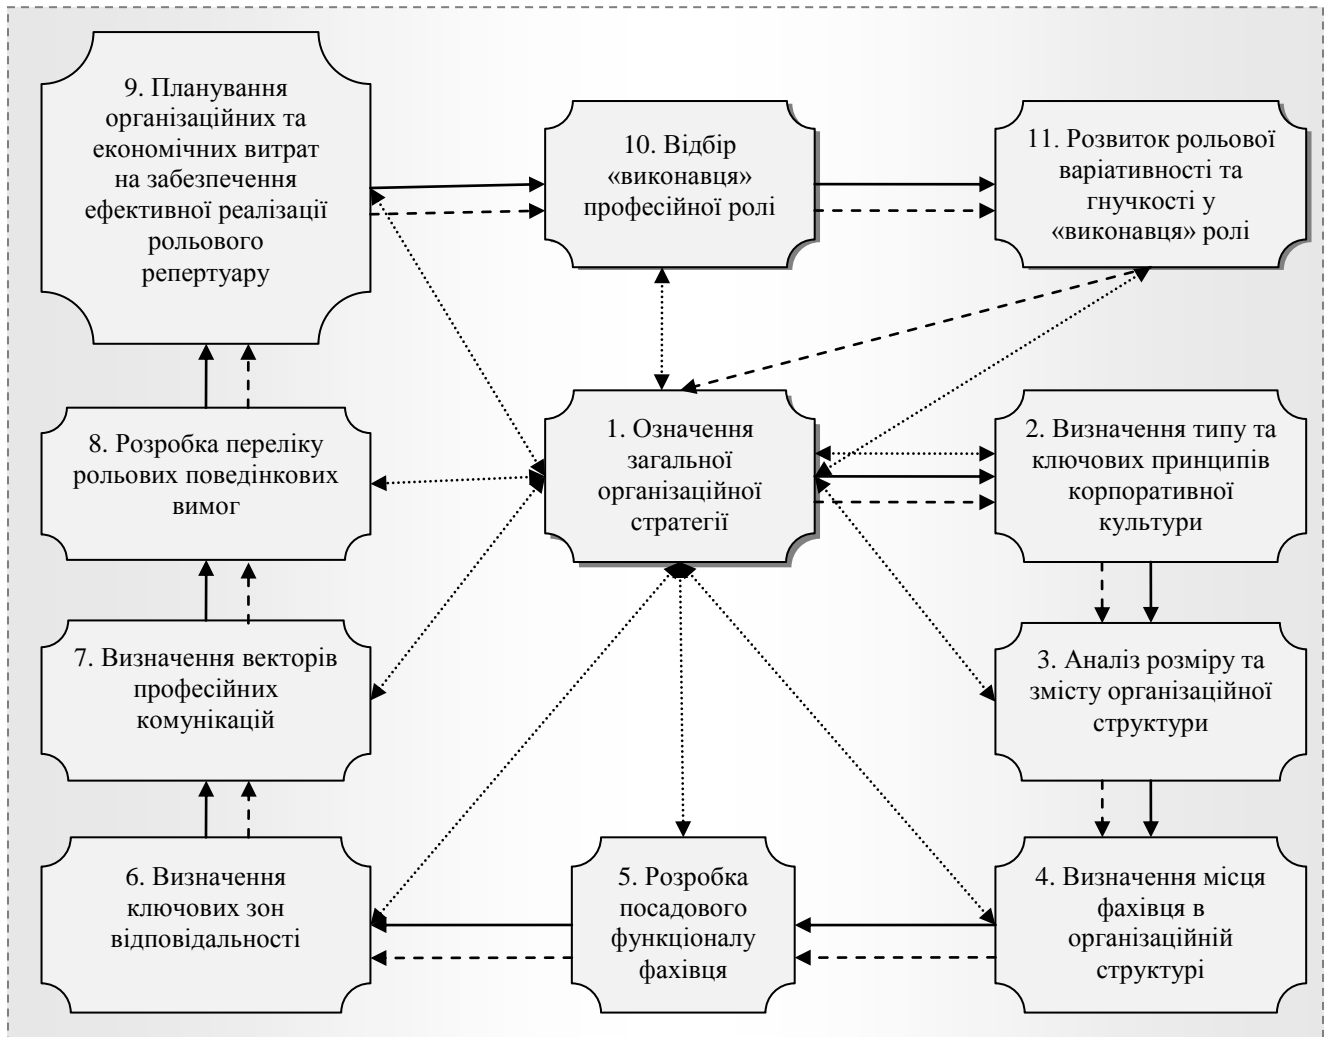 9. Планування
організаційних та
економічних витрат
на забезпечення
ефективної реалізації
рольового
репертуару
10. Відбір
«виконавця»
професійної ролі
11. Розвиток рольової
варіативності та
гнучкості у
«виконавця» ролі
8. Розробка переліку
рольових поведінкових
вимог
1. Означення
загальної
організаційної
стратегії
2. Визначення типу та
ключових принципів
корпоративної
культури
7. Визначення векторів
професійних
комунікацій
3. Аналіз розміру та
змісту організаційної
структури
6. Визначення
ключових зон
відповідальності
5. Розробка
посадового
функціоналу
фахівця
4. Визначення місця
фахівця в
організаційній
структурі